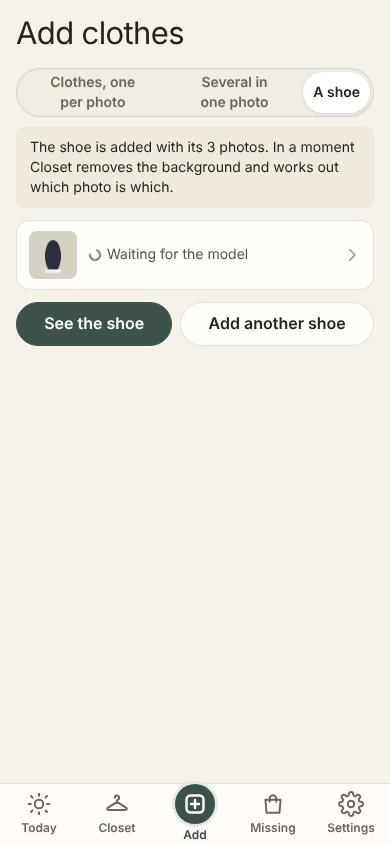 Add clothes
Clothes, one
per photo
Several in
one photo
A shoe
The shoe is added with its 3 photos. In a moment
Closet removes the background and works out
which photo is which.
Waiting for the model
See the shoe
Add another shoe
Today
Closet
Add
Missing
Settings